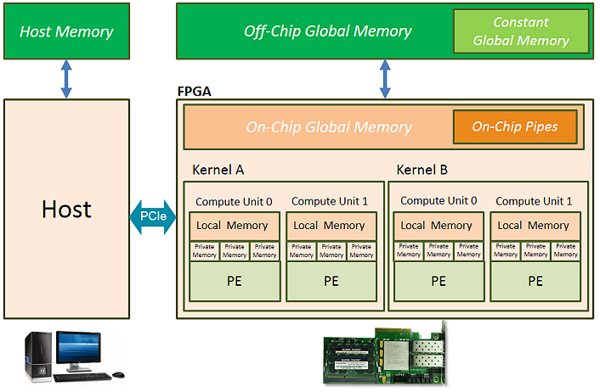 Host Memory
Off-Chip Global Memory
Constant
Global Memory
FPGA
On-Chip Global Memory
On-Chip Pipes
Kernel A
Kernel B
Host
PCIe
Compute Unit 0
Compute Unit 1
Compute Unit 0
Compute Unit 1
Local Memory
Local Memory
Local Memory
Local Memory
Private Private Private
Memory Memory Memory
Private Private Private
Memory Memory Memory
Private Private Private
Memory Memory Memory
Private Private Private
Memory Memory Memory
PE
PE
PE
PE